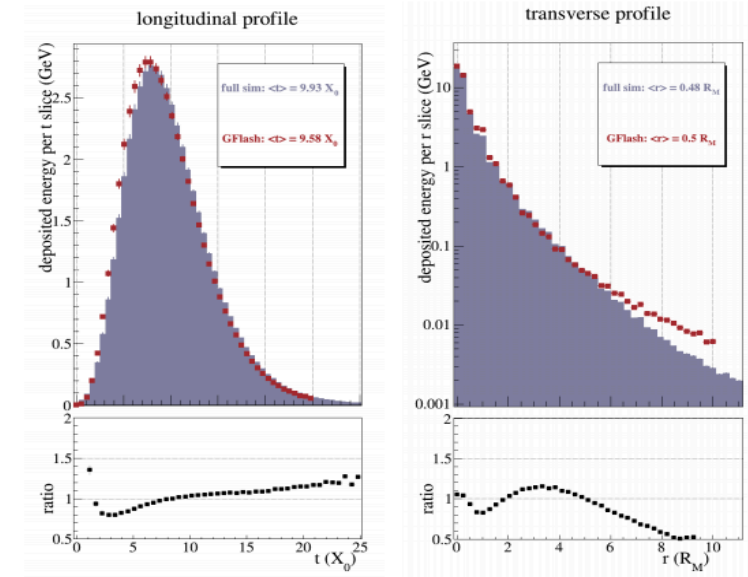 longitudinal profile
deposited energy per t slice (GeV)
2.5
2
1.5
1
0.5
0
full sim: <t> = 9.93 X0
GFlash: <t> = 9.58 X0
ratio
2
1.5
1
0.5
0 5 10 15 20 25
t (X0)
transverse profile
deposited energy per r slice (GeV)
10
1
0.1
0.01
0.001
full sim: <r> = 0.48 RM
GFlash: <r> = 0.5 RM
ratio
2
1.5
1
0.5
0 2 4 6 8 10
r (RM)